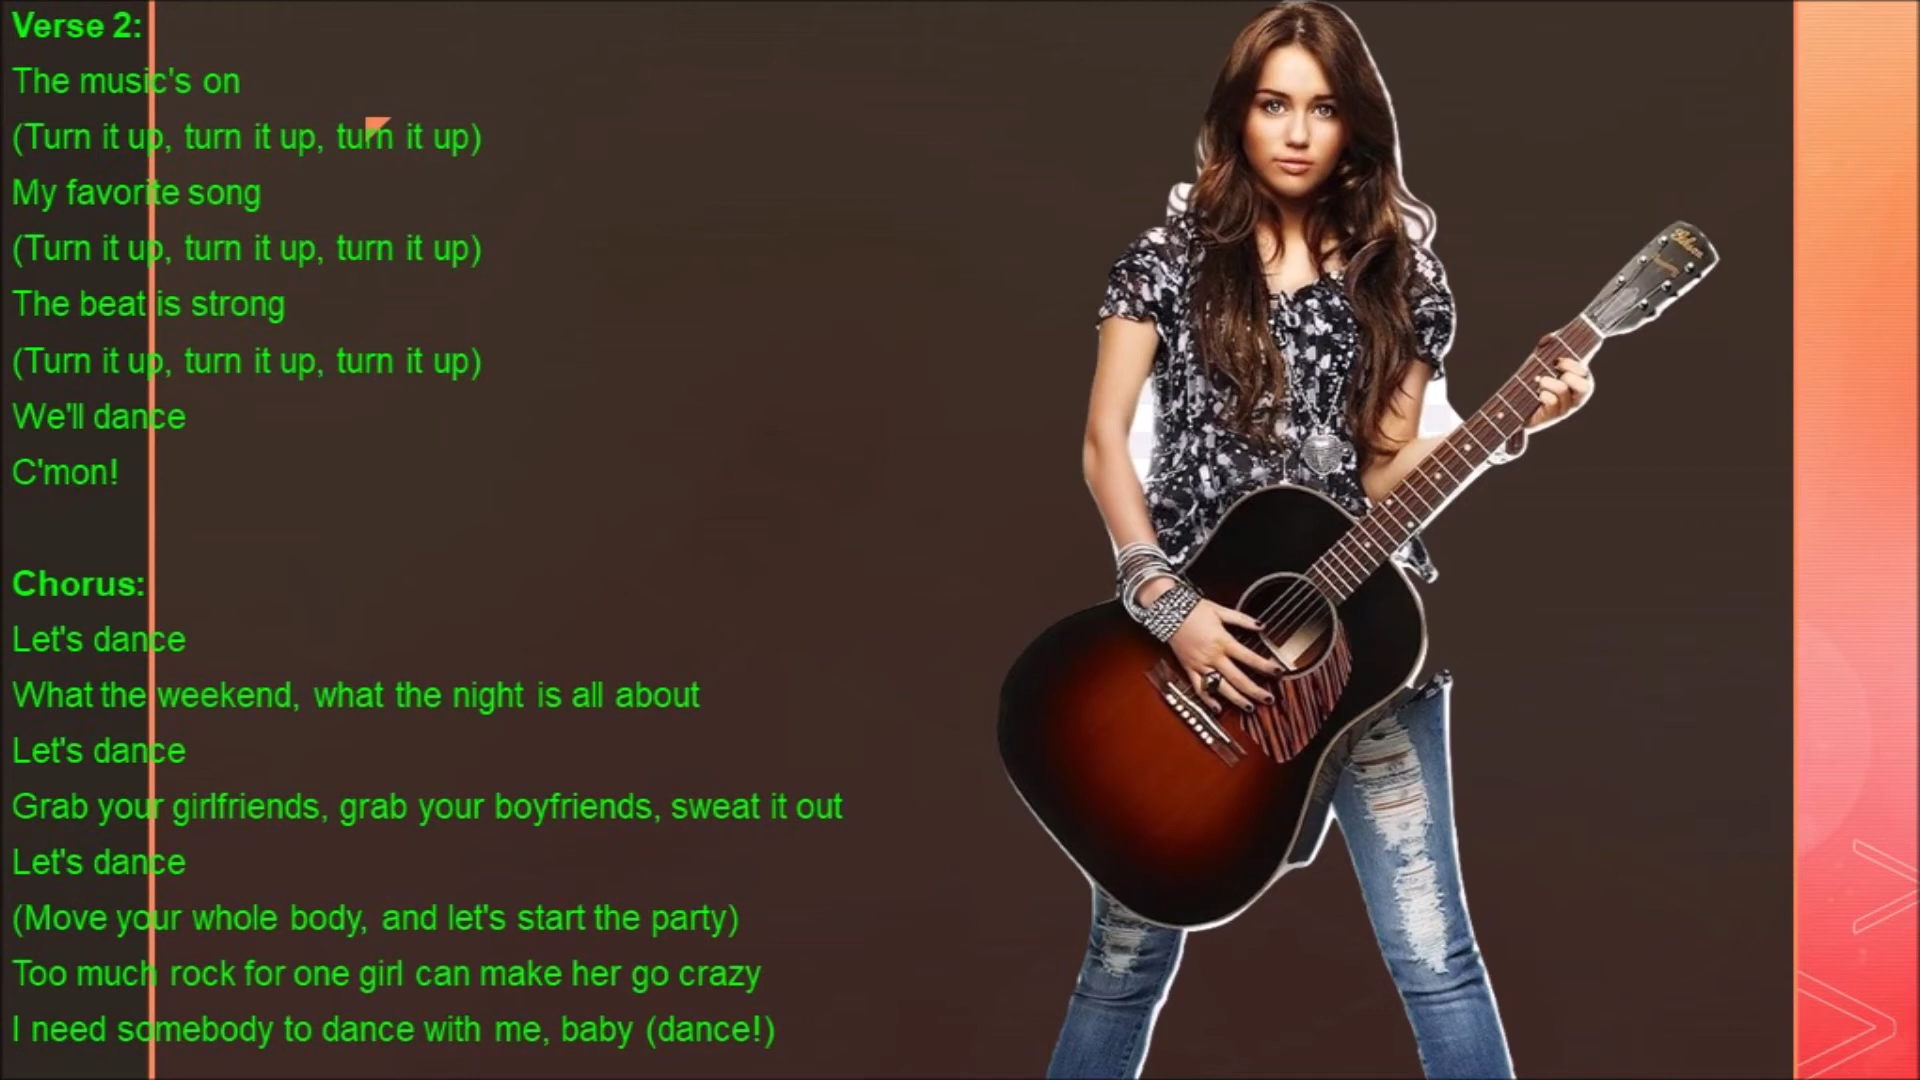 Verse 2:
The music's on
(Turn it up, turn it up, turn it up)
My favorite song
(Turn it up, turn it up, turn it up)
The beat is strong
(Turn it up, turn it up, turn it up)
We'll dance
C'mon!
Chorus:
Let's dance
What the weekend, what the night is all about
Let's dance
Grab your girlfriends, grab your boyfriends, sweat it out
Let's dance
(Move your whole body, and let's start the party)
Too much rock for one girl can make her go crazy
I need somebody to dance with me, baby (dance!)
Gibson